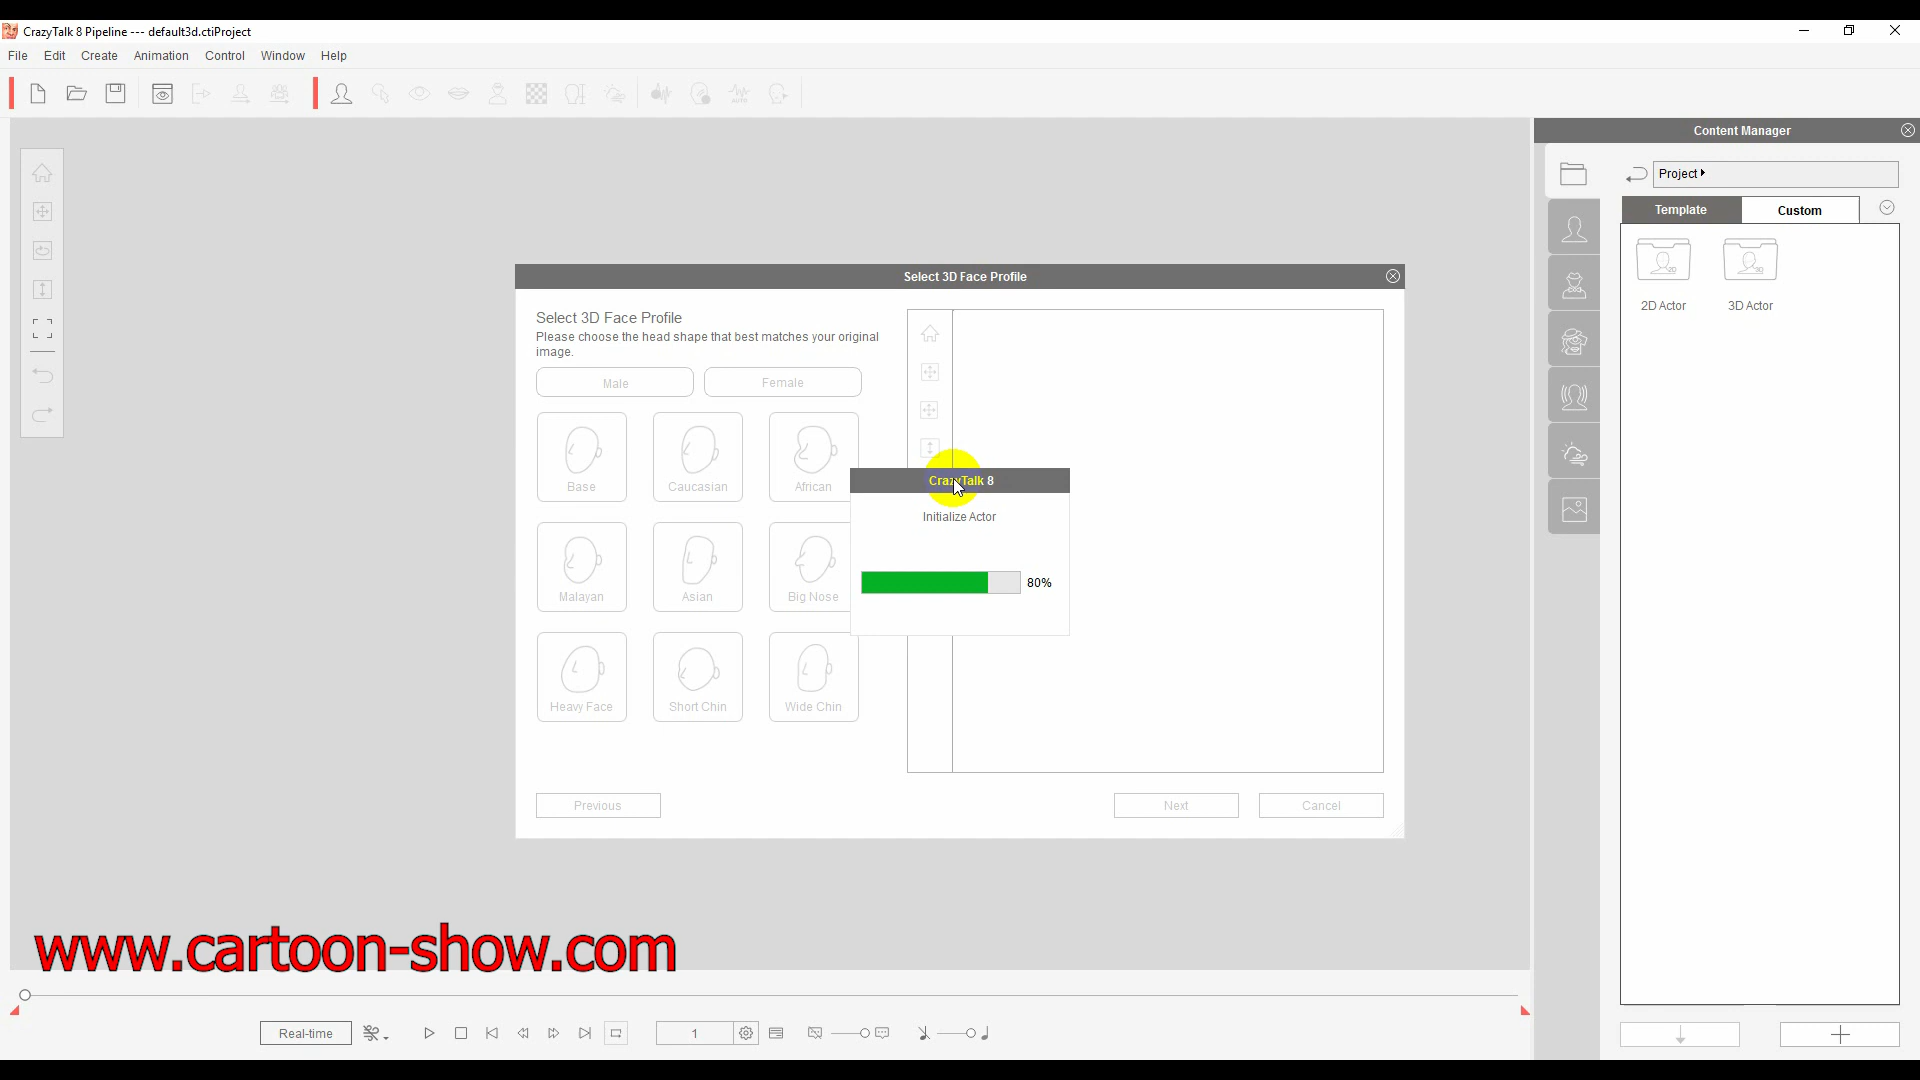 CrazyTalk 8 Pipeline --- default3d.ctiProject
File Edit Create Animation Control Window Help
AUTO
Content Manager
Project
Template Custom
2D 3D
2D Actor 3D Actor
Select 3D Face Profile
Select 3D Face Profile
Please choose the head shape that best matches your original
image.
Male Female
Base Caucasian African
Malayan Asian Big Nose
Heavy Face Short Chin Wide Chin
CrazyTalk 8
Initialize Actor
80%
Previous Next Cancel
www.cartoon-show.com
Real-time 1